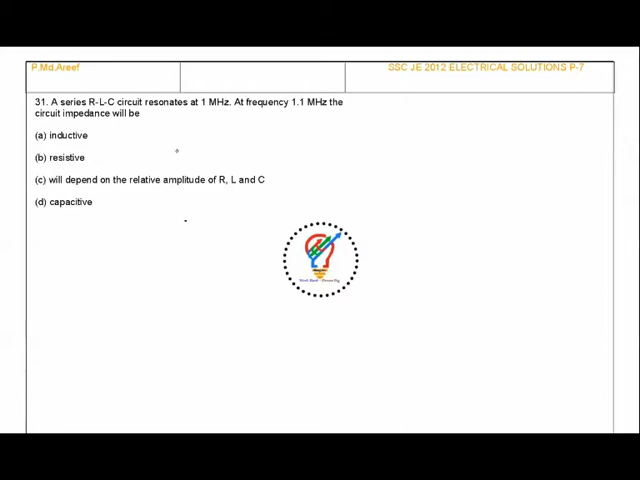 P.Md.Areef
SSC JE 2012 ELECTRICAL SOLUTIONS P-7
31. A series R-L-C circuit resonates at 1 MHz. At frequency 1.1 MHz the
circuit impedance will be
(a) inductive
(b) resistive
(c) will depend on the relative amplitude of R, L and C
(d) capacitive